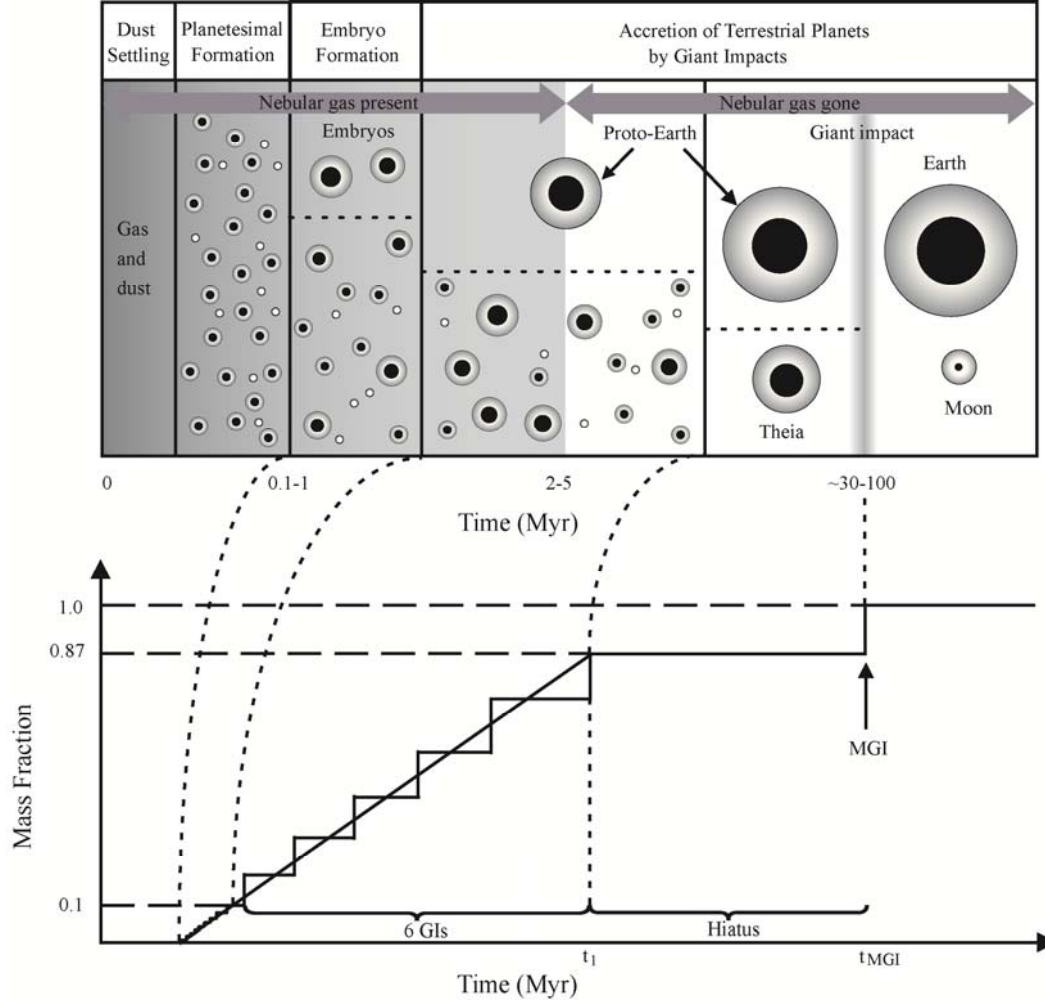 Dust
Settling
Planetesimal
Formation
Embryo
Formation
Accretion of Terrestrial Planets
by Giant Impacts
Nebular gas present
Nebular gas gone
Embryos
Proto-Earth
Giant impact
Earth
Gas
and
dust
Theia
Moon
0
0.1-1
2-5
~30-100
Time (Myr)
1.0
0.87
MGI
Mass Fraction
0.1
6 GIs
Hiatus
t1
tMGI
Time (Myr)